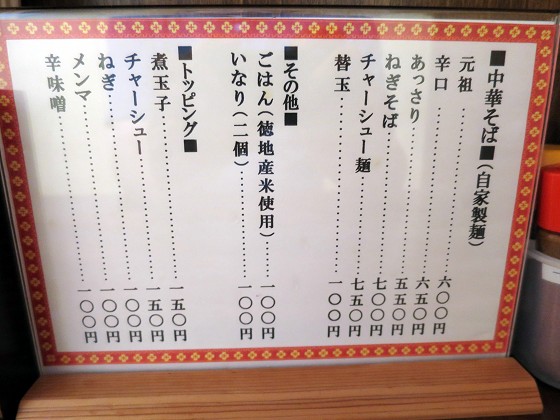 ■中華そば■(自家製麺)
元祖………………六〇〇円
辛口………………六五〇円
あっさり………………五五〇円
ねぎそば………………七〇〇円
チャーシュー麺………………七五〇円
替玉………………一〇〇円
■その他■
ごはん(徳地産米使用)……一〇〇円
いなり(二個)………………一〇〇円
■トッピング■
煮玉子………………一五〇円
チャーシュー………………一五〇円
ねぎ………………一〇〇円
メンマ………………一〇〇円
辛味噌………………一〇〇円